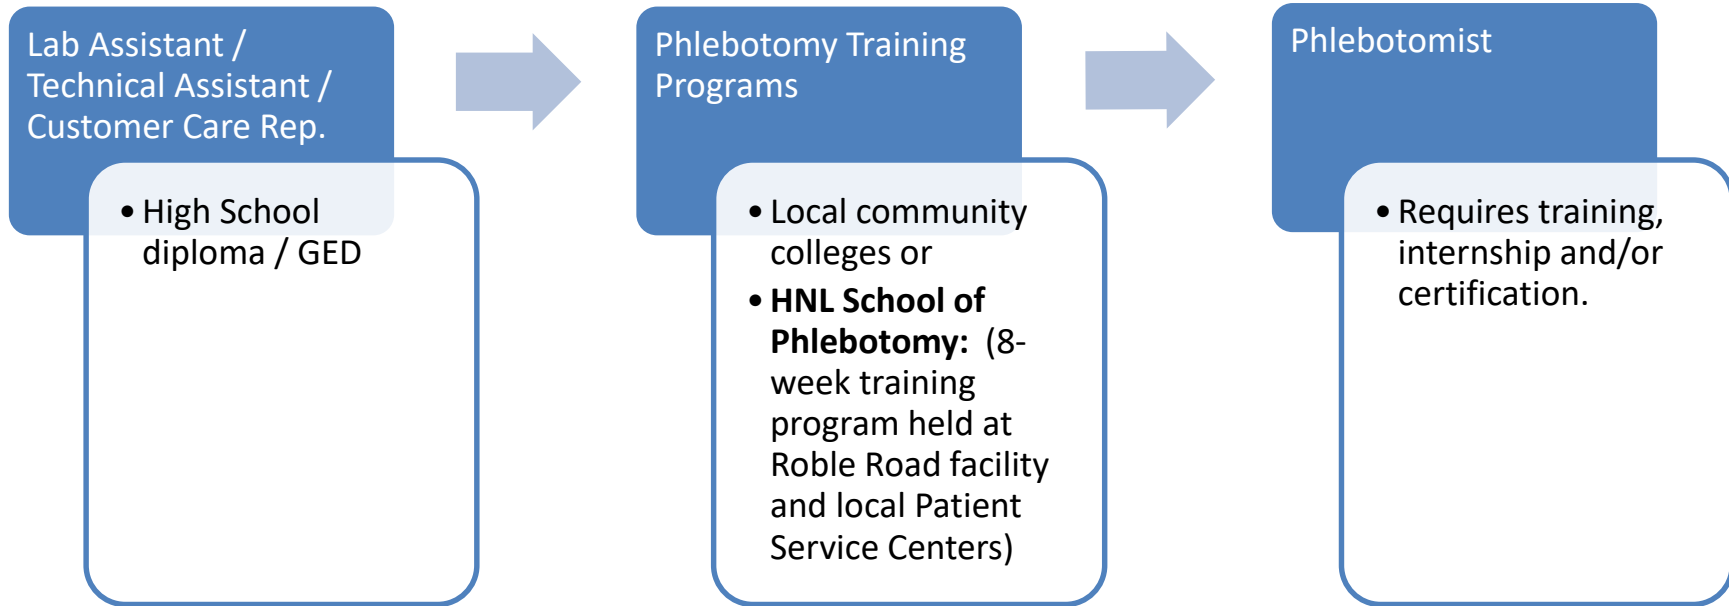 Lab Assistant /
Technical Assistant /
Customer Care Rep.
• High School
diploma / GED
Phlebotomy Training
Programs
• Local community
colleges or
• HNL School of
Phlebotomy:  (8-
week training
program held at
Roble Road facility
and local Patient
Service Centers)
Phlebotomist
• Requires training,
internship and/or
certification.